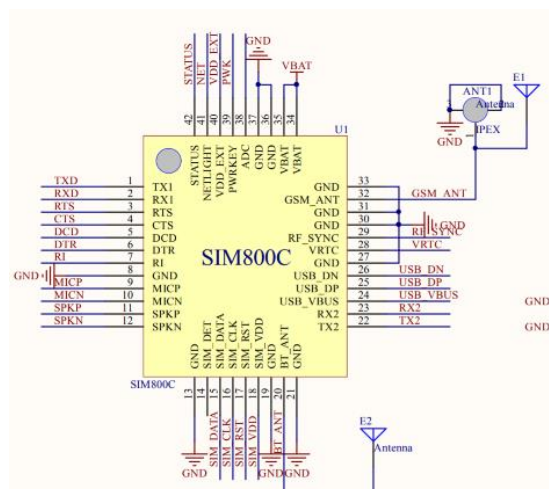 GND
VBAT
STATUS
NET
VDD_EXT
PWK
42
41
40
39
38
37
36
35
34
U1
STATUS
NETLIGHT
VDD_EXT
PWRKEY
ADC
GND
GND
VBAT
VBAT
ANT1
Antenna
IPEX
1
GND
E1
TXD 1 TX1
RXD 2 RX1
RTS 3 RTS
CTS 4 CTS
DCD 5 DCD
DTR 6 DTR
RI 7 RI
GND 8 GND
MICP 9 MICP
MICN 10 MICN
SPKP 11 SPKP
SPKN 12 SPKN
SIM800C
GND 33
GSM_ANT 32 GSM_ANT
GND 31
GND 30 GND
RF_SYNC 29 RF_SYNC
VRTC 28 VRTC
GND 27
USB_DN 26 USB_DN
USB_DP 25 USB_DP
USB_VBUS 24 USB_VBUS
RX2 23 RX2
TX2 22 TX2
GND
GND
GND
SIM_DET
SIM_DATA
SIM_CLK
SIM_RST
SIM_VDD
GND
BT_ANT
GND
SIM800C
13
14
15
16
17
18
19
20
21
SIM_DATA
SIM_CLK
SIM_RST
SIM_VDD
BT_ANT
GND
GND
GND
E2
Antenna